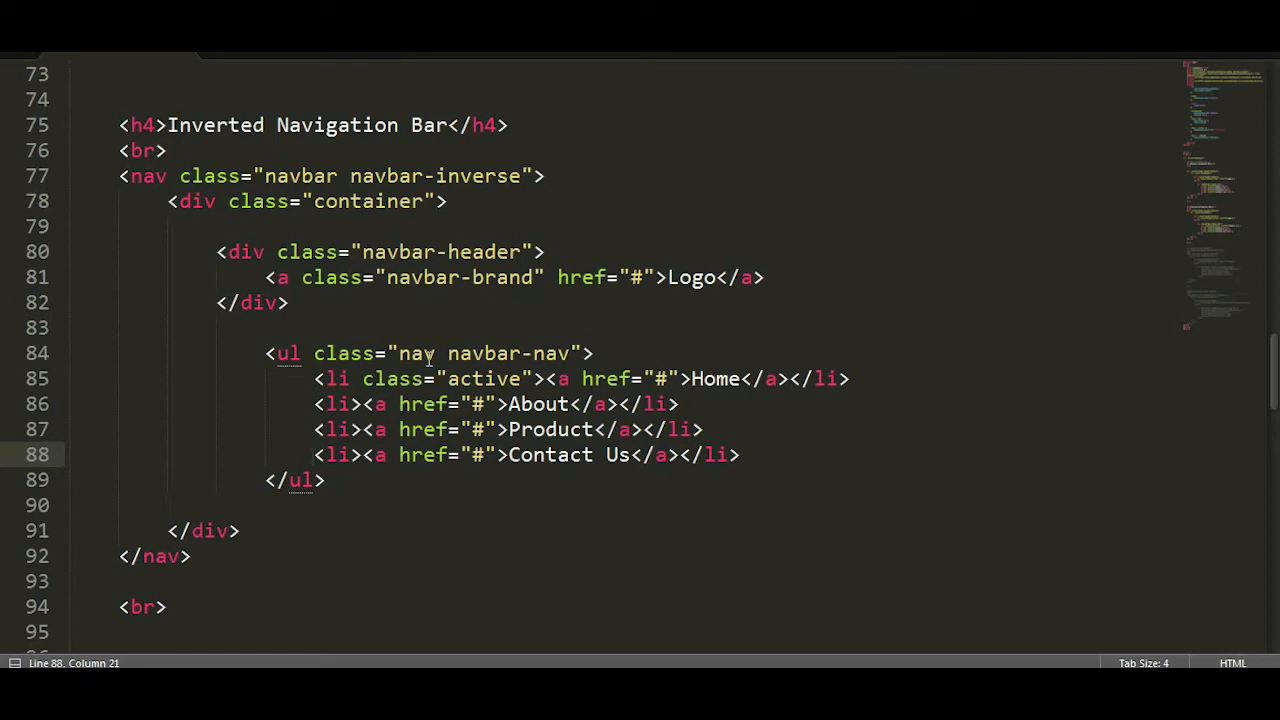 73
74
75 <h4>Inverted Navigation Bar</h4>
76 <br>
77 <nav class="navbar navbar-inverse">
78 <div class="container">
79
80 <div class="navbar-header">
81 <a class="navbar-brand" href="#">Logo</a>
82 </div>
83
84 <ul class="nav navbar-nav">
85 <li class="active"><a href="#">Home</a></li>
86 <li><a href="#">About</a></li>
87 <li><a href="#">Product</a></li>
88 <li><a href="#">Contact Us</a></li>
89 </ul>
90
91 </div>
92 </nav>
93
94 <br>
95
Line 88, Column 21 Tab Size: 4 HTML